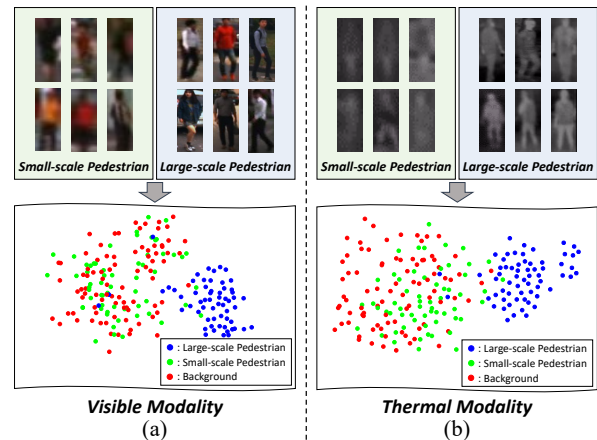 Small-scale Pedestrian
Large-scale Pedestrian
: Large-scale Pedestrian
: Small-scale Pedestrian
: Background
Visible Modality
(a)
Small-scale Pedestrian
Large-scale Pedestrian
: Large-scale Pedestrian
: Small-scale Pedestrian
: Background
Thermal Modality
(b)